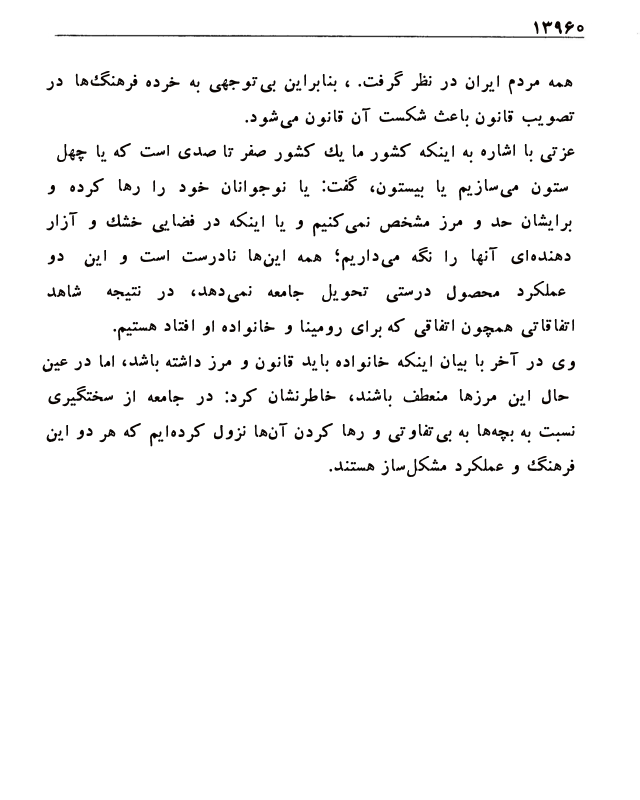 ۱۳۹۶۰
همه مردم ایران در نظر گرفت. ، بنابراین بی‌توجهی به خرده فرهنگ‌ها در
تصویب قانون باعث شکست آن قانون می‌شود.
عزتی با اشاره به اینکه کشور ما یك کشور صفر تا صدی است که یا چهل
ستون می‌سازیم یا بیستون، گفت: یا نوجوانان خود را رها کرده و
برایشان حد و مرز مشخص نمی‌کنیم و یا اینکه در فضایی خشك و آزار
دهنده‌ای آنها را نگه می‌داریم؛ همه این‌ها نادرست است و این دو
عملکرد محصول درستی تحویل جامعه نمی‌دهد، در نتیجه شاهد
اتفاقاتی همچون اتفاقی که برای رومینا و خانواده او افتاد هستیم.
وی در آخر با بیان اینکه خانواده باید قانون و مرز داشته باشد، اما در عین
حال این مرزها منعطف باشند، خاطرنشان کرد: در جامعه از سختگیری
نسبت به بچه‌ها به بی‌تفاوتی و رها کردن آن‌ها نزول کرده‌ایم که هر دو این
فرهنگ و عملکرد مشکل‌ساز هستند.